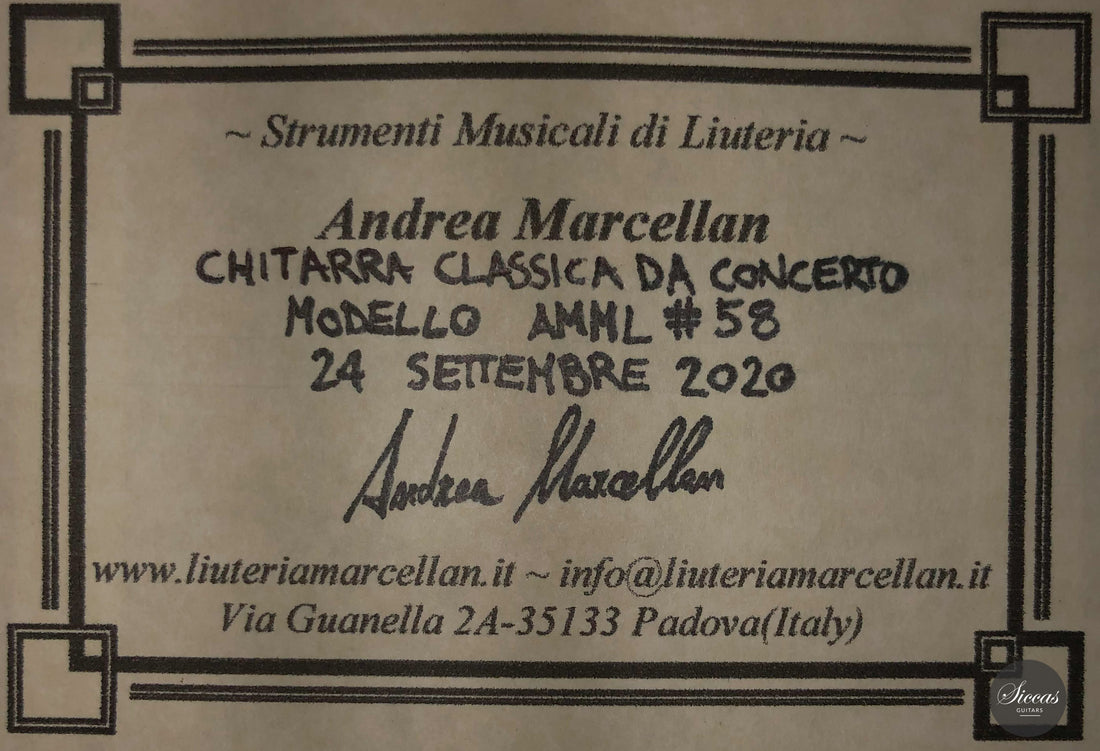 ~ Strumenti Musicali di Liuteria ~
Andrea Marcellan
CHITARRA CLASSICA DA CONCERTO
MODELLO AMML #58
24 SETTEMBRE 2020
Andrea Marcellan
www.liuteriamarcellan.it ~ info@liuteriamarcellan.it
Via Guanella 2A-35133 Padova(Italy)
Siccas
GUITARS